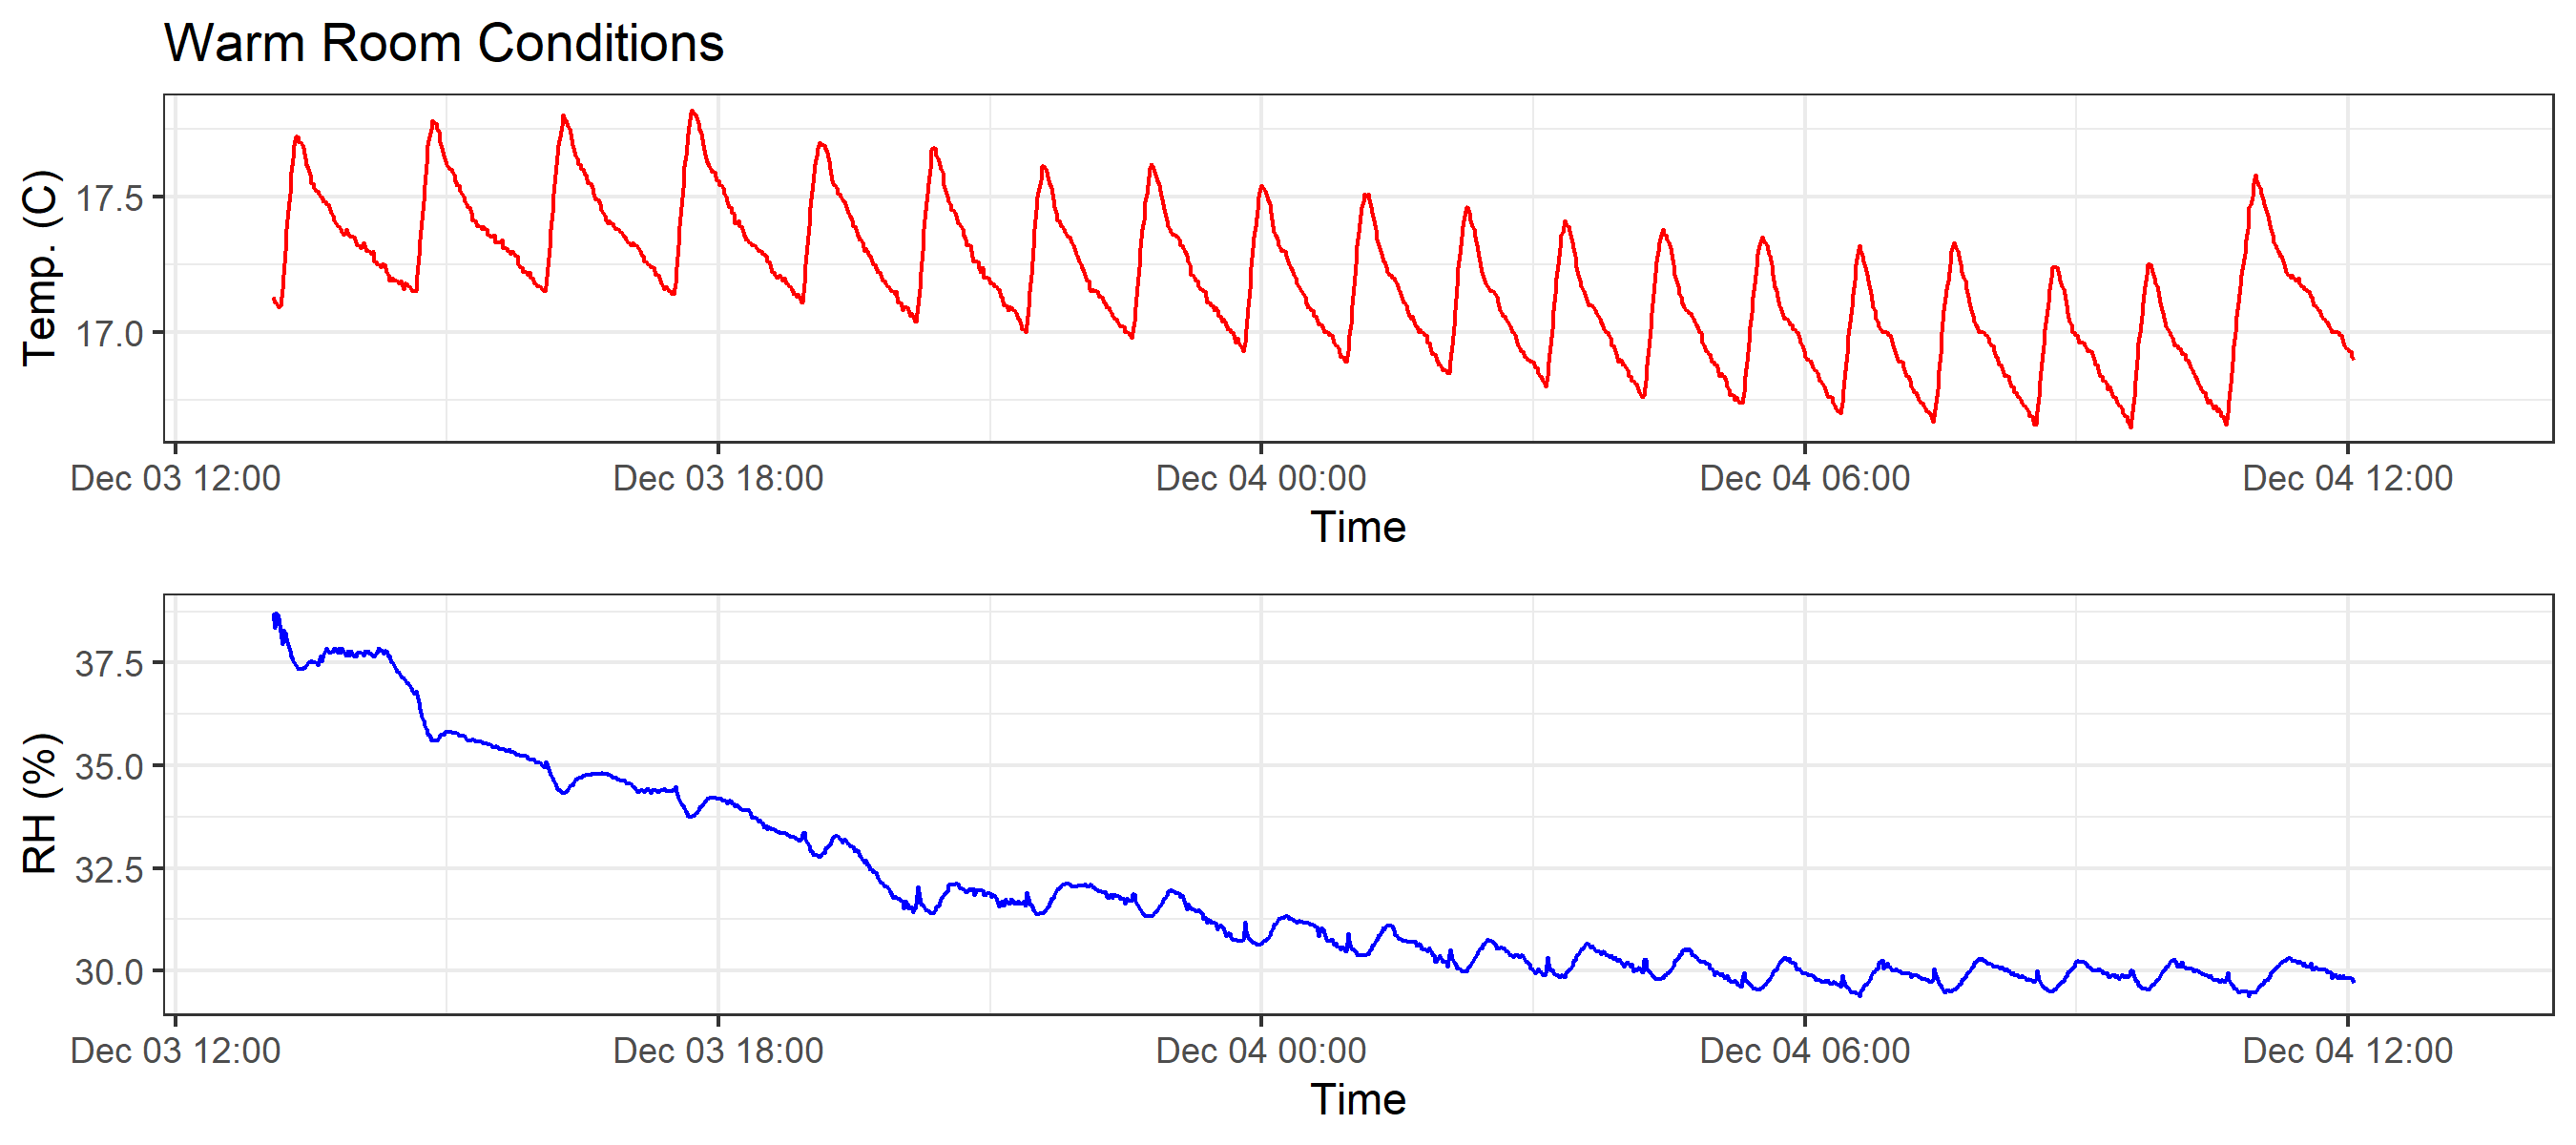 Warm Room Conditions
Temp. (C)
17.5
17.0
Dec 03 12:00 Dec 03 18:00 Dec 04 00:00 Dec 04 06:00 Dec 04 12:00
Time
RH (%)
37.5
35.0
32.5
30.0
Dec 03 12:00 Dec 03 18:00 Dec 04 00:00 Dec 04 06:00 Dec 04 12:00
Time